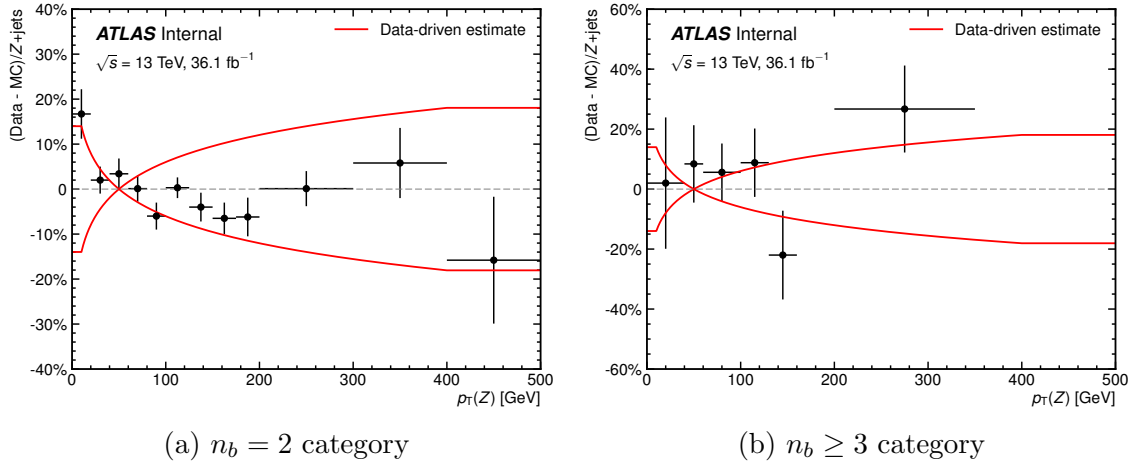 (Data - MC)/Z+jets
40%
30%
20%
10%
0
-10%
-20%
-30%
-40%
ATLAS Internal
√s = 13 TeV, 36.1 fb⁻¹
Data-driven estimate
0 100 200 300 400 500
pT(Z) [GeV]
(a) nb = 2 category
(Data - MC)/Z+jets
60%
40%
20%
0
-20%
-40%
-60%
ATLAS Internal
√s = 13 TeV, 36.1 fb⁻¹
Data-driven estimate
0 100 200 300 400 500
pT(Z) [GeV]
(b) nb ≥ 3 category